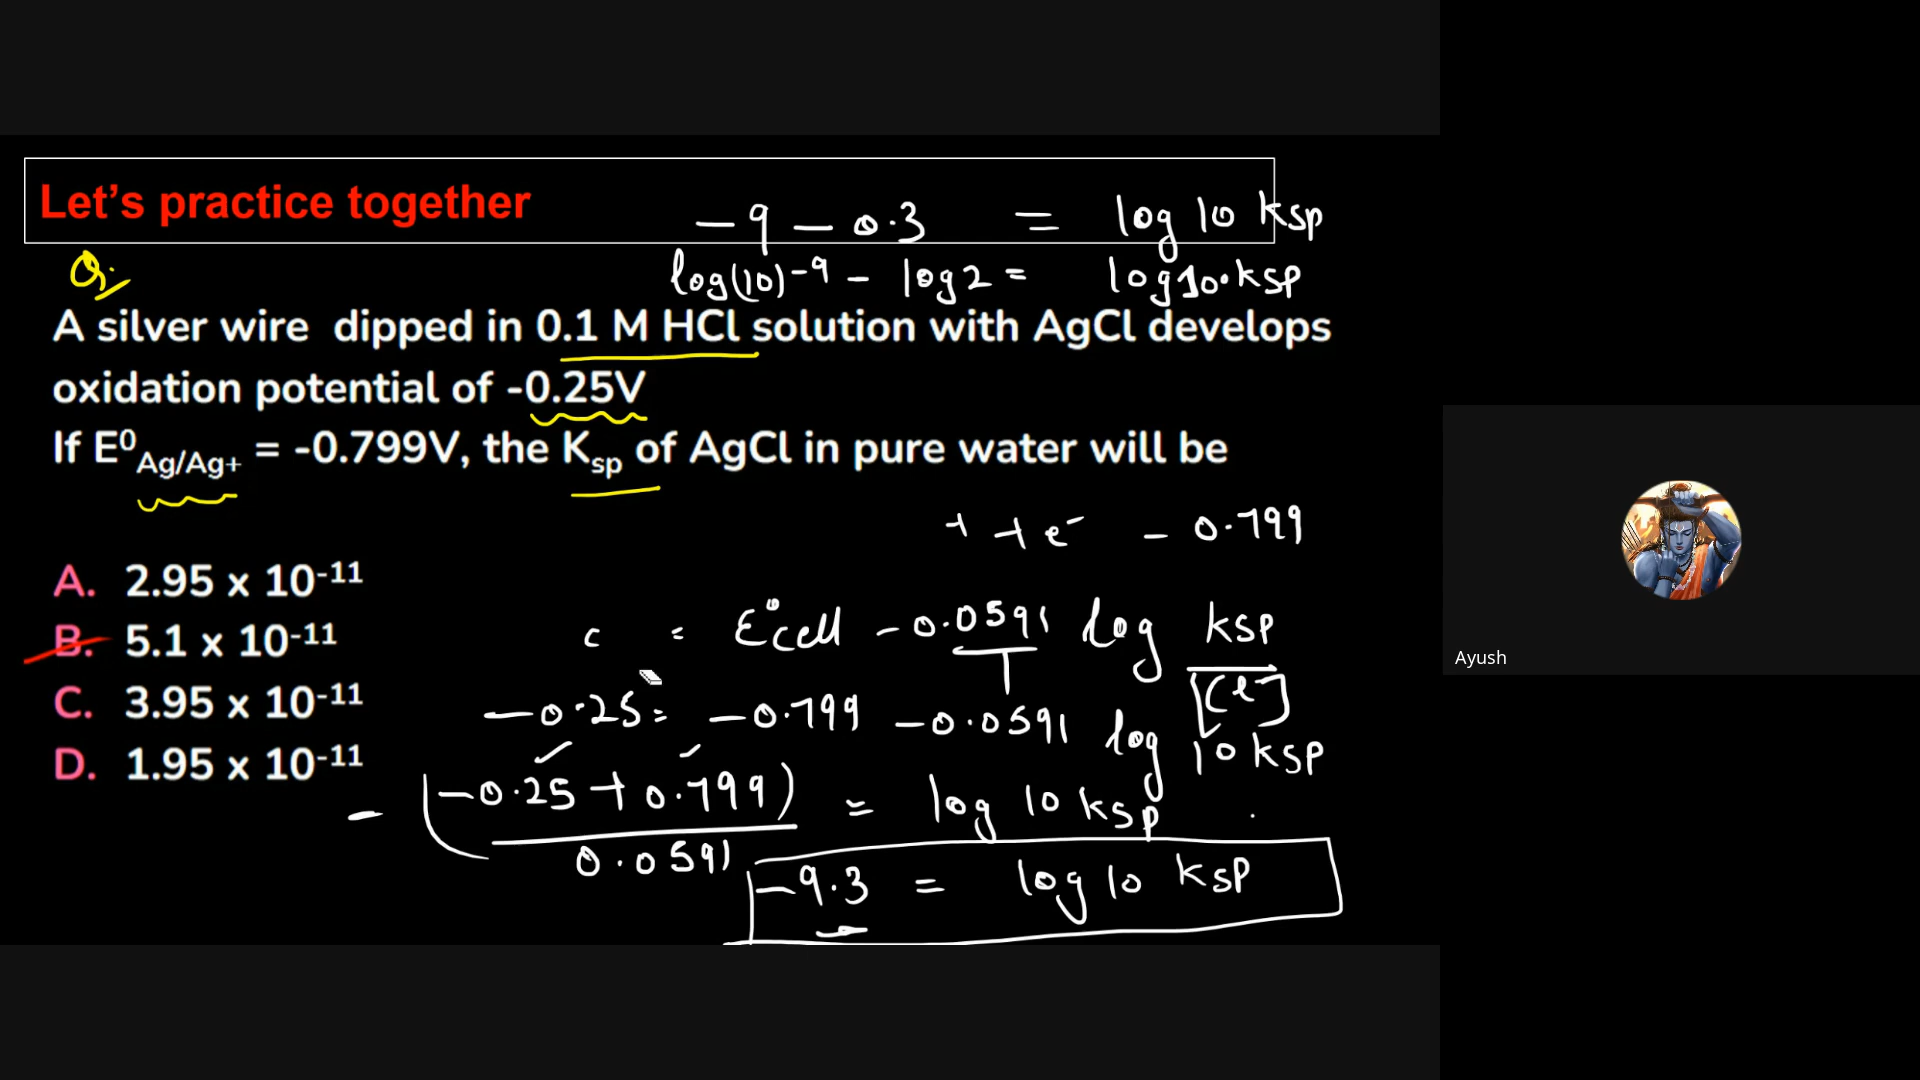 Let's practice together
-9 - 0.3 = log 10 ksp
log(10)^-9 - log2 = log10.ksp
Q.
A silver wire dipped in 0.1 M HCl solution with AgCl develops
oxidation potential of -0.25V
If E⁰Ag/Ag+ = -0.799V, the Ksp of AgCl in pure water will be
+ + e⁻ - 0.799
A. 2.95 x 10⁻¹¹
B. 5.1 x 10⁻¹¹
C. 3.95 x 10⁻¹¹
D. 1.95 x 10⁻¹¹
c = E°cell - 0.0591 log ksp
[Cl]
-0.25 = -0.799 - 0.0591 log 10 ksp
- (-0.25 + 0.799) = log 10 ksp
0.0591
-9.3 = log 10 ksp
Ayush